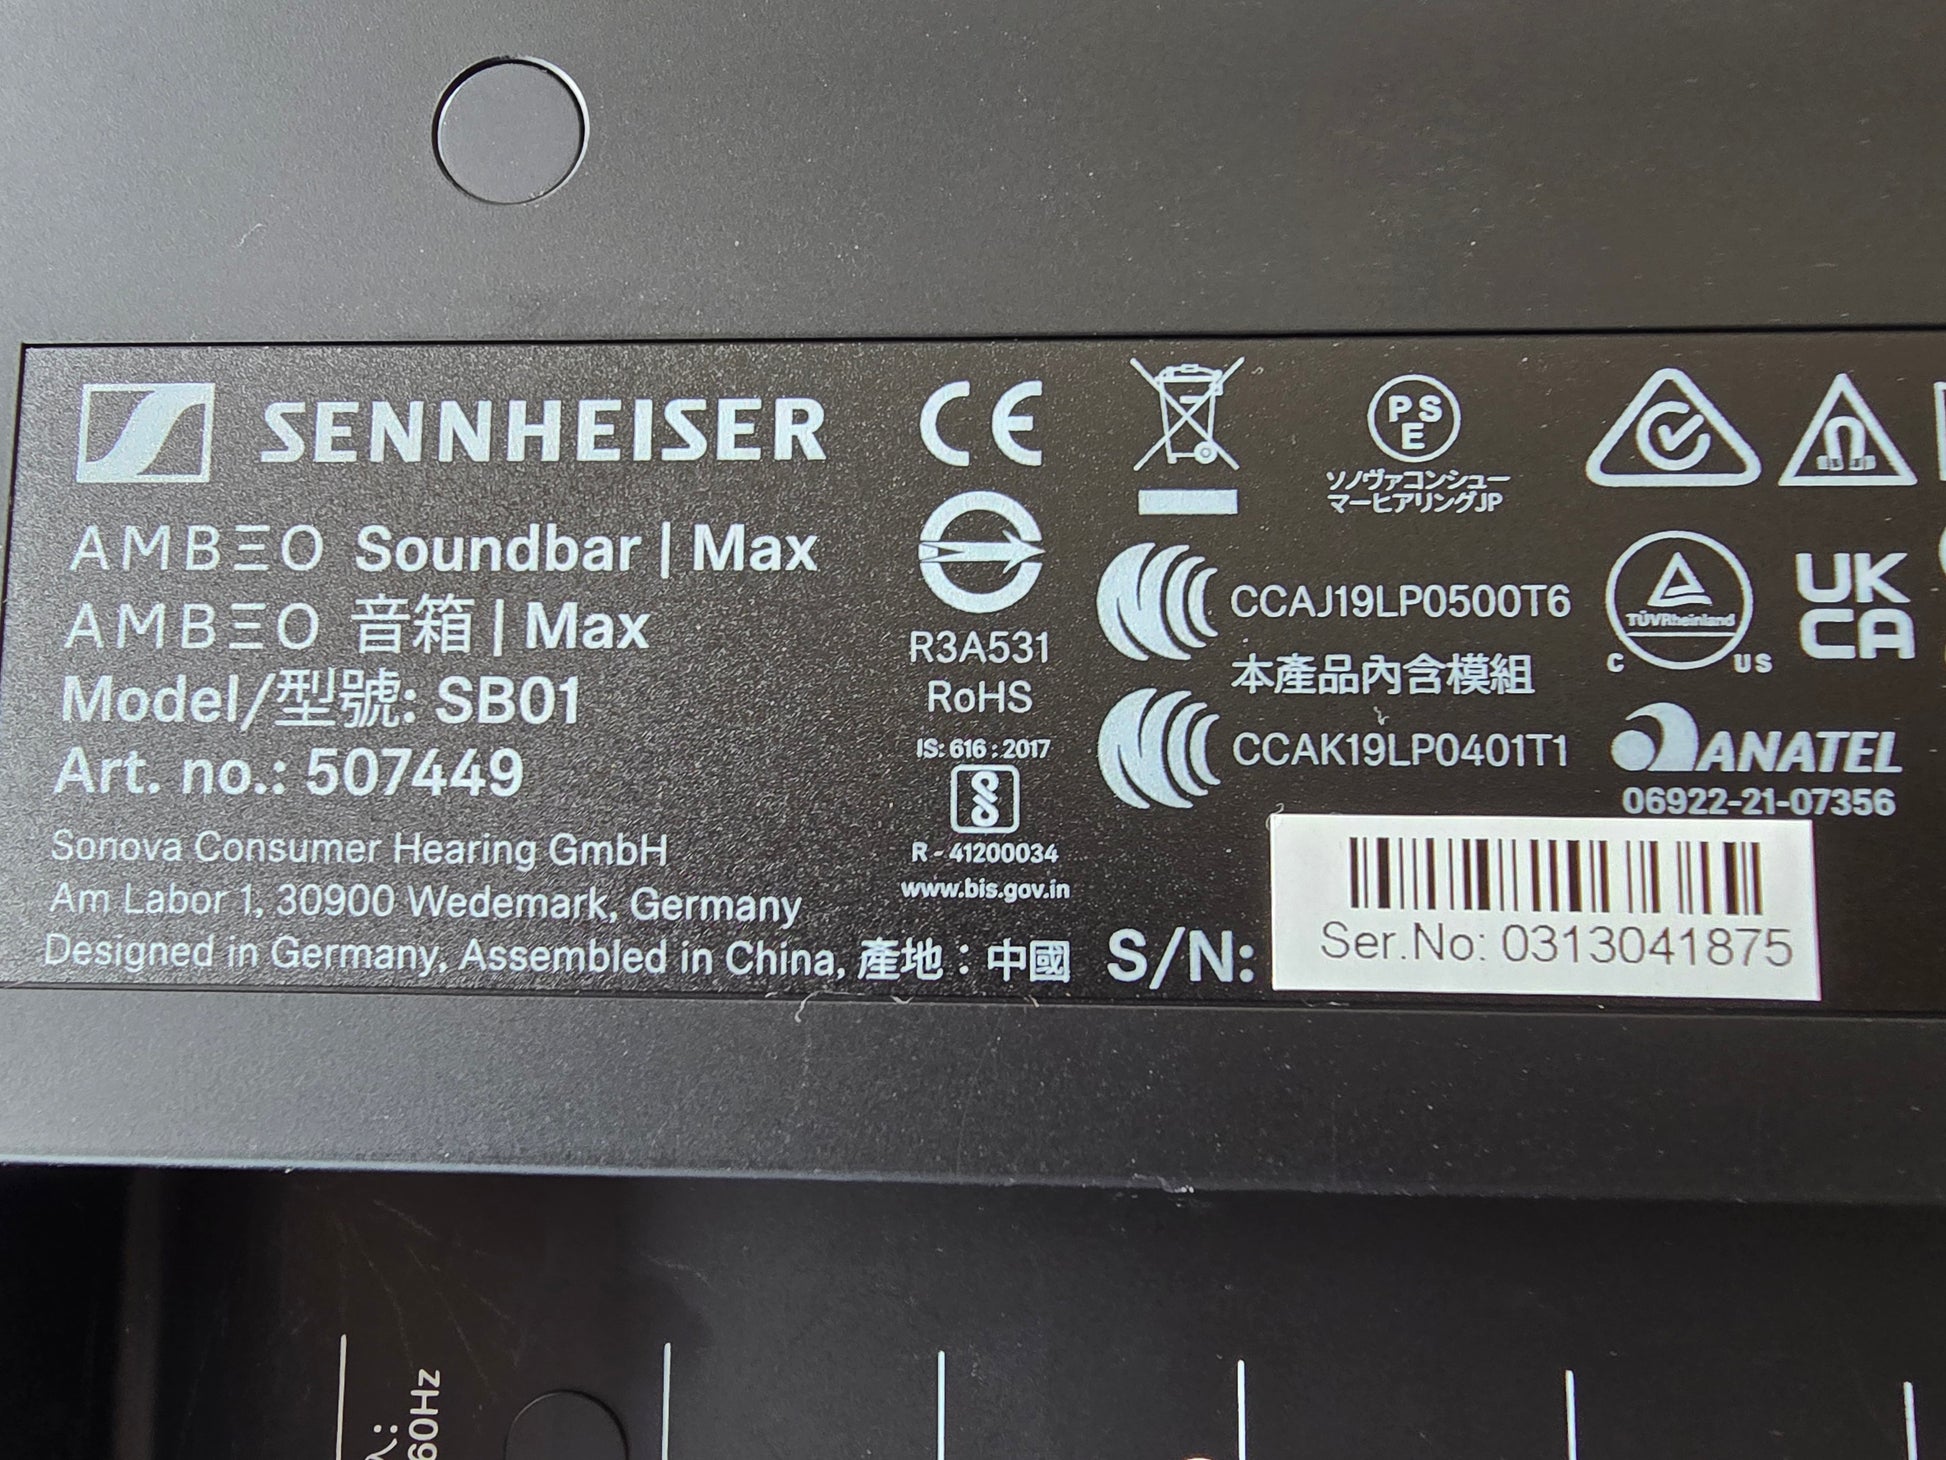 SENNHEISER
AMBEO Soundbar | Max
AMBEO 音箱 | Max
Model/型號: SB01
Art. no.: 507449
Sonova Consumer Hearing GmbH
Am Labor 1, 30900 Wedemark, Germany
Designed in Germany, Assembled in China, 產地：中國
CE
R3A531
RoHS
IS: 616 : 2017
R - 41200034
www.bis.gov.in
PS
E
ソノヴァコンシュー
マーヒアリングJP
CCAJ19LP0500T6
本產品內含模組
CCAK19LP0401T1
TÜVRheinland
C US
UK
CA
ANATEL
06922-21-07356
S/N:
Ser.No: 0313041875
60Hz